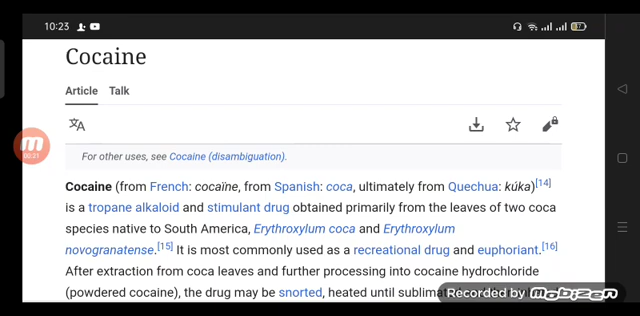 10:23
Cocaine
Article Talk
00:31
For other uses, see Cocaine (disambiguation).
Cocaine (from French: cocaïne, from Spanish: coca, ultimately from Quechua: kúka)[14]
is a tropane alkaloid and stimulant drug obtained primarily from the leaves of two coca
species native to South America, Erythroxylum coca and Erythroxylum
novogranatense.[15] It is most commonly used as a recreational drug and euphoriant.[16]
After extraction from coca leaves and further processing into cocaine hydrochloride
(powdered cocaine), the drug may be snorted, heated until
Recorded by Mobizen